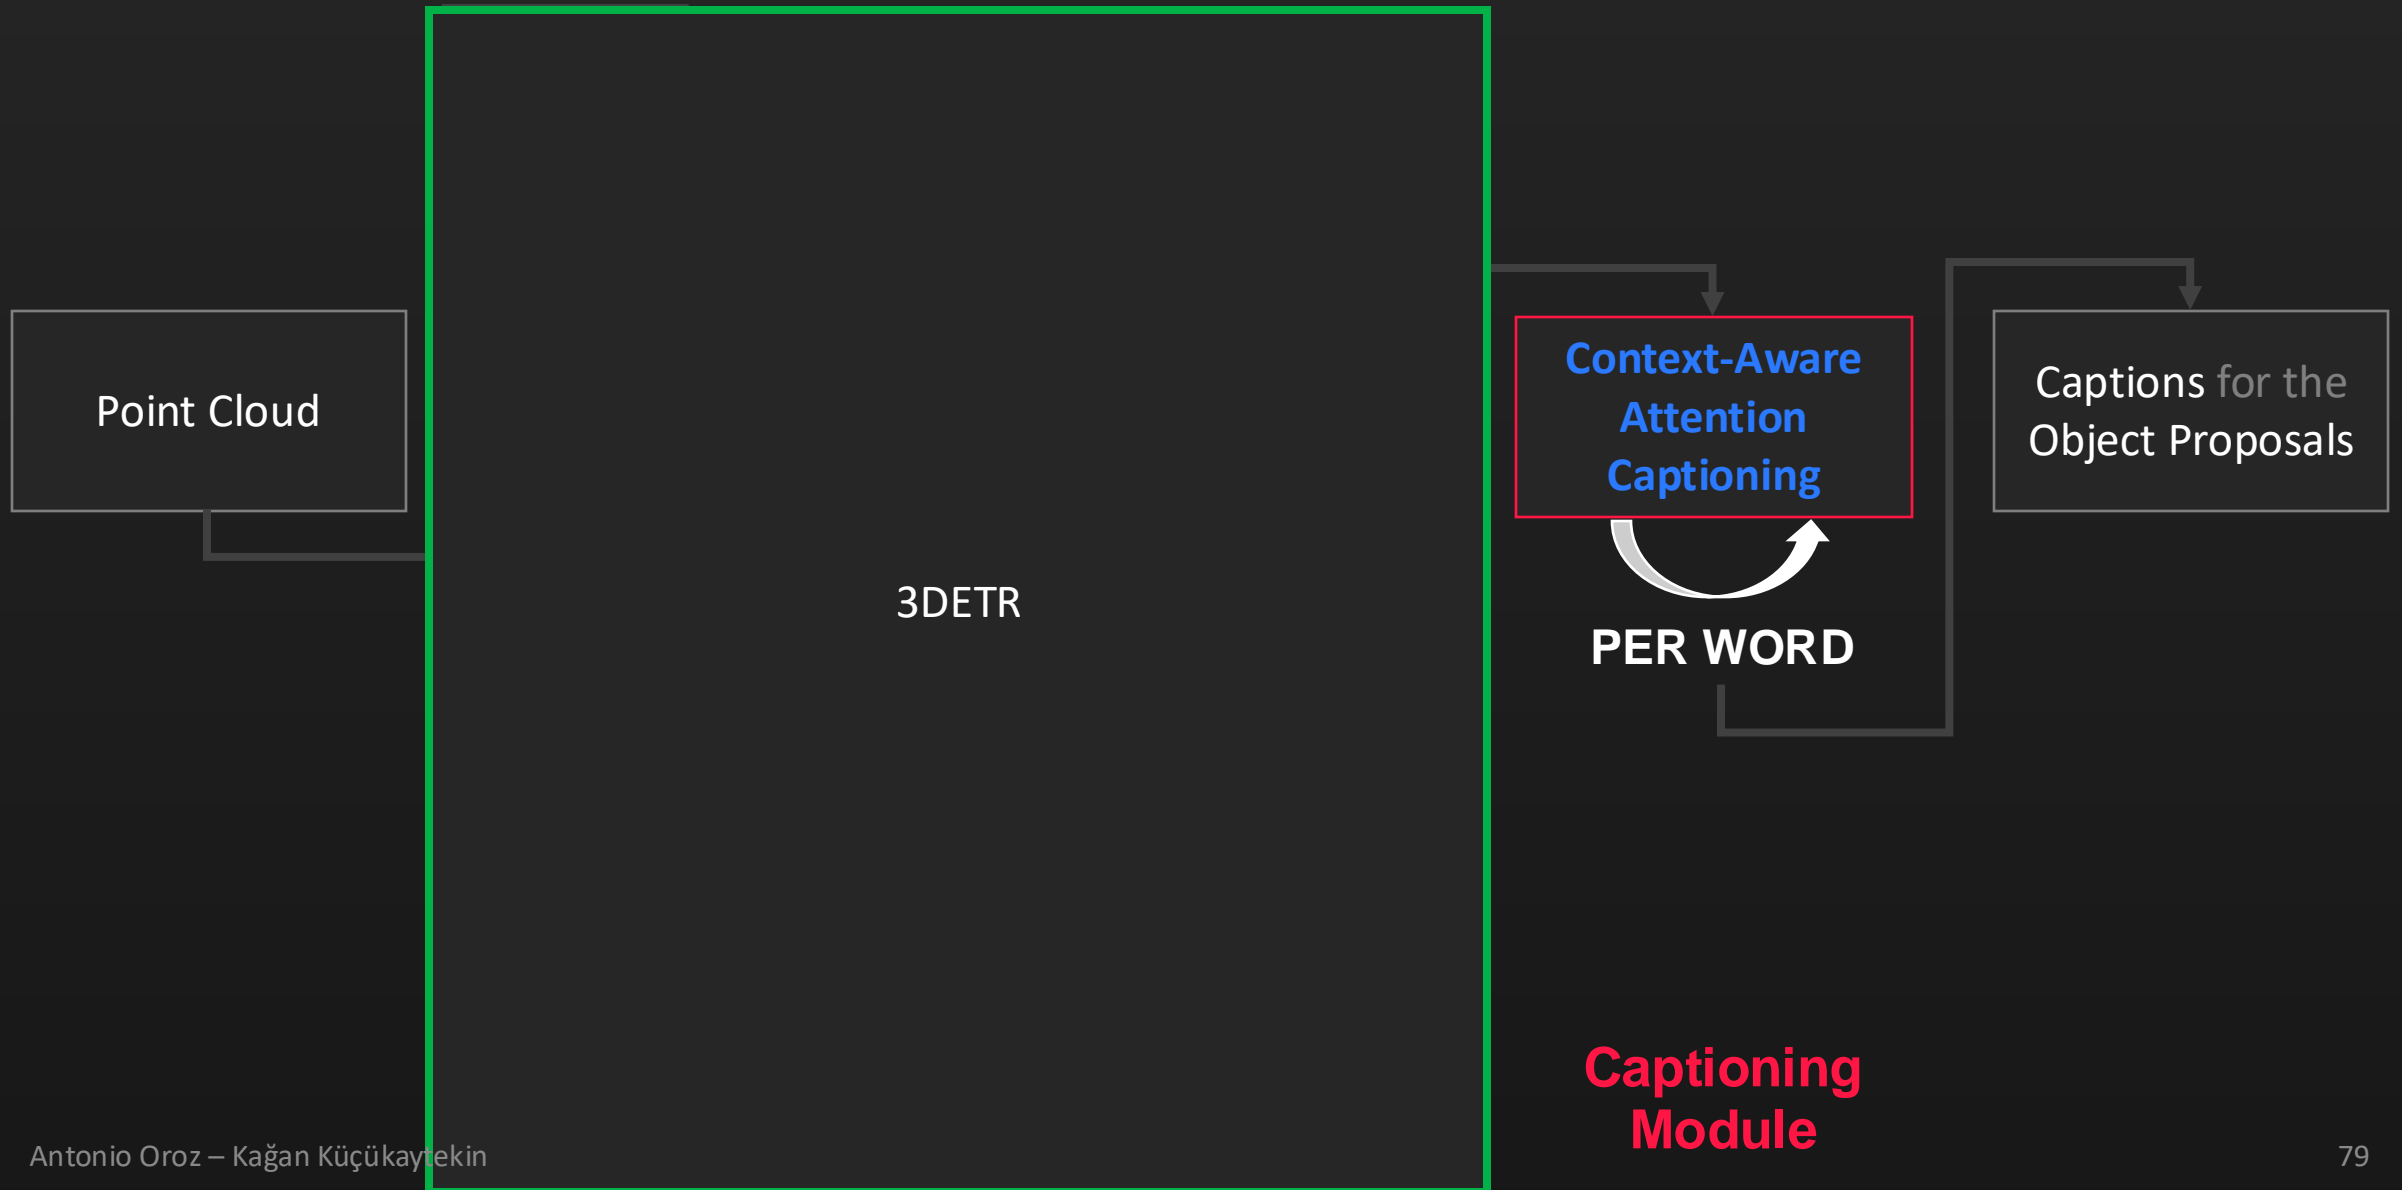 Point Cloud
3DETR
Context-Aware
Attention
Captioning
PER WORD
Captions for the
Object Proposals
Captioning
Module
Antonio Oroz – Kağan Küçükaytekin
79